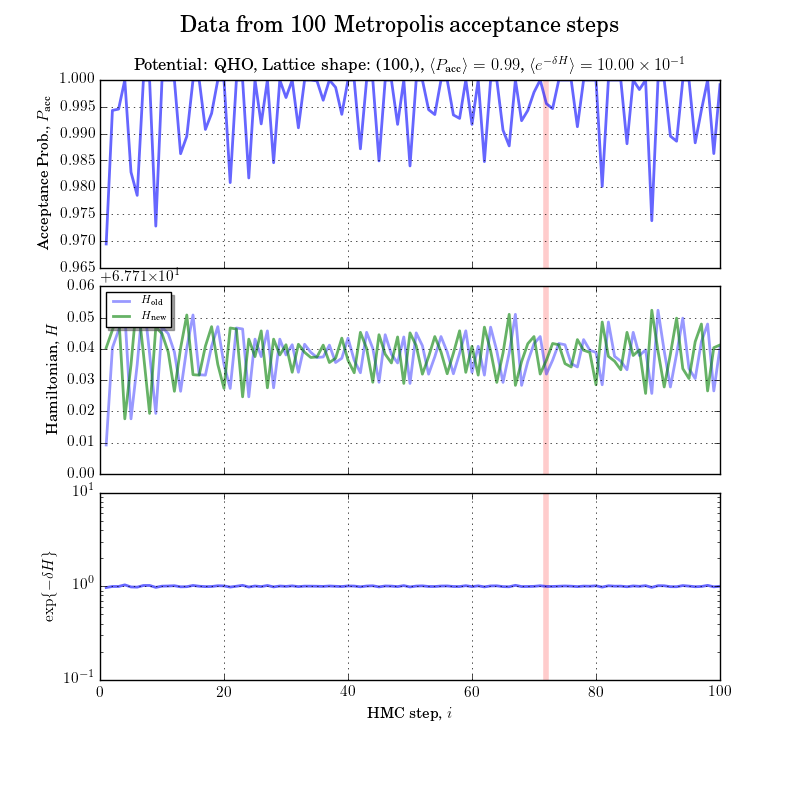 Data from 100 Metropolis acceptance steps
Potential: QHO, Lattice shape: (100,), ⟨P_acc⟩ = 0.99, ⟨e^{−δH}⟩ = 10.00 × 10^{−1}
Acceptance Prob., P_acc
1.000
0.995
0.990
0.985
0.980
0.975
0.970
0.965
+6.771×10^1
Hamiltonian, H
0.06
0.05
0.04
0.03
0.02
0.01
0.00
H_old
H_new
exp{−δH}
10^1
10^0
10^{−1}
0 20 40 60 80 100
HMC step, i